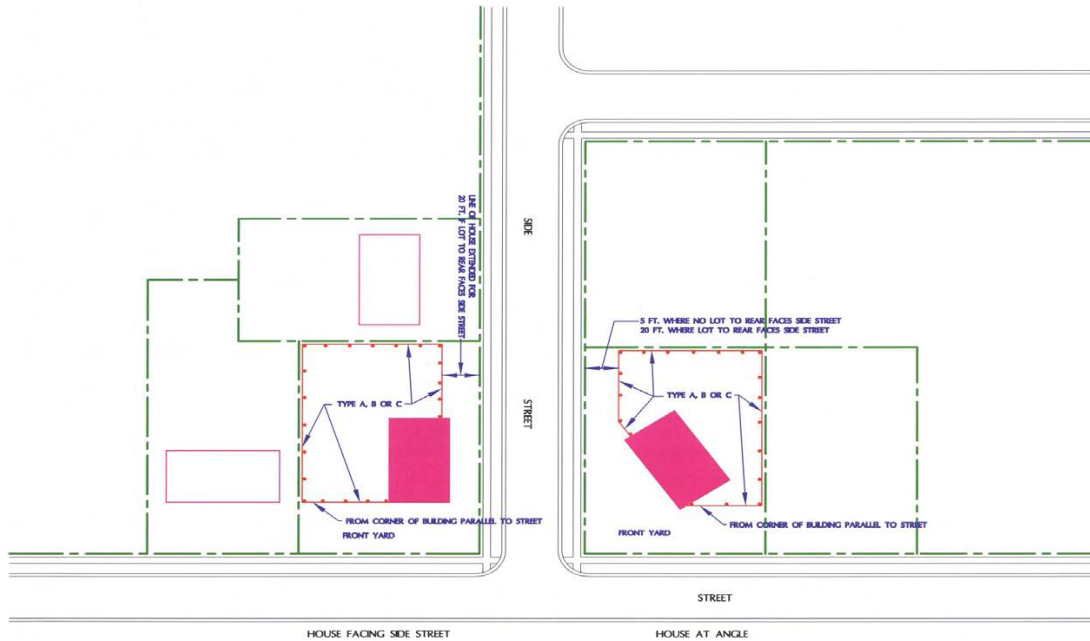 LINE OF HOUSE EXTENDED FOR
20 FT. IF LOT TO REAR FACES SIDE STREET
SIDE
STREET
5 FT. WHERE NO LOT TO REAR FACES SIDE STREET
20 FT. WHERE LOT TO REAR FACES SIDE STREET
TYPE A, B OR C
TYPE A, B OR C
FROM CORNER OF BUILDING PARALLEL TO STREET
FRONT YARD
FROM CORNER OF BUILDING PARALLEL TO STREET
FRONT YARD
STREET
HOUSE FACING SIDE STREET
HOUSE AT ANGLE